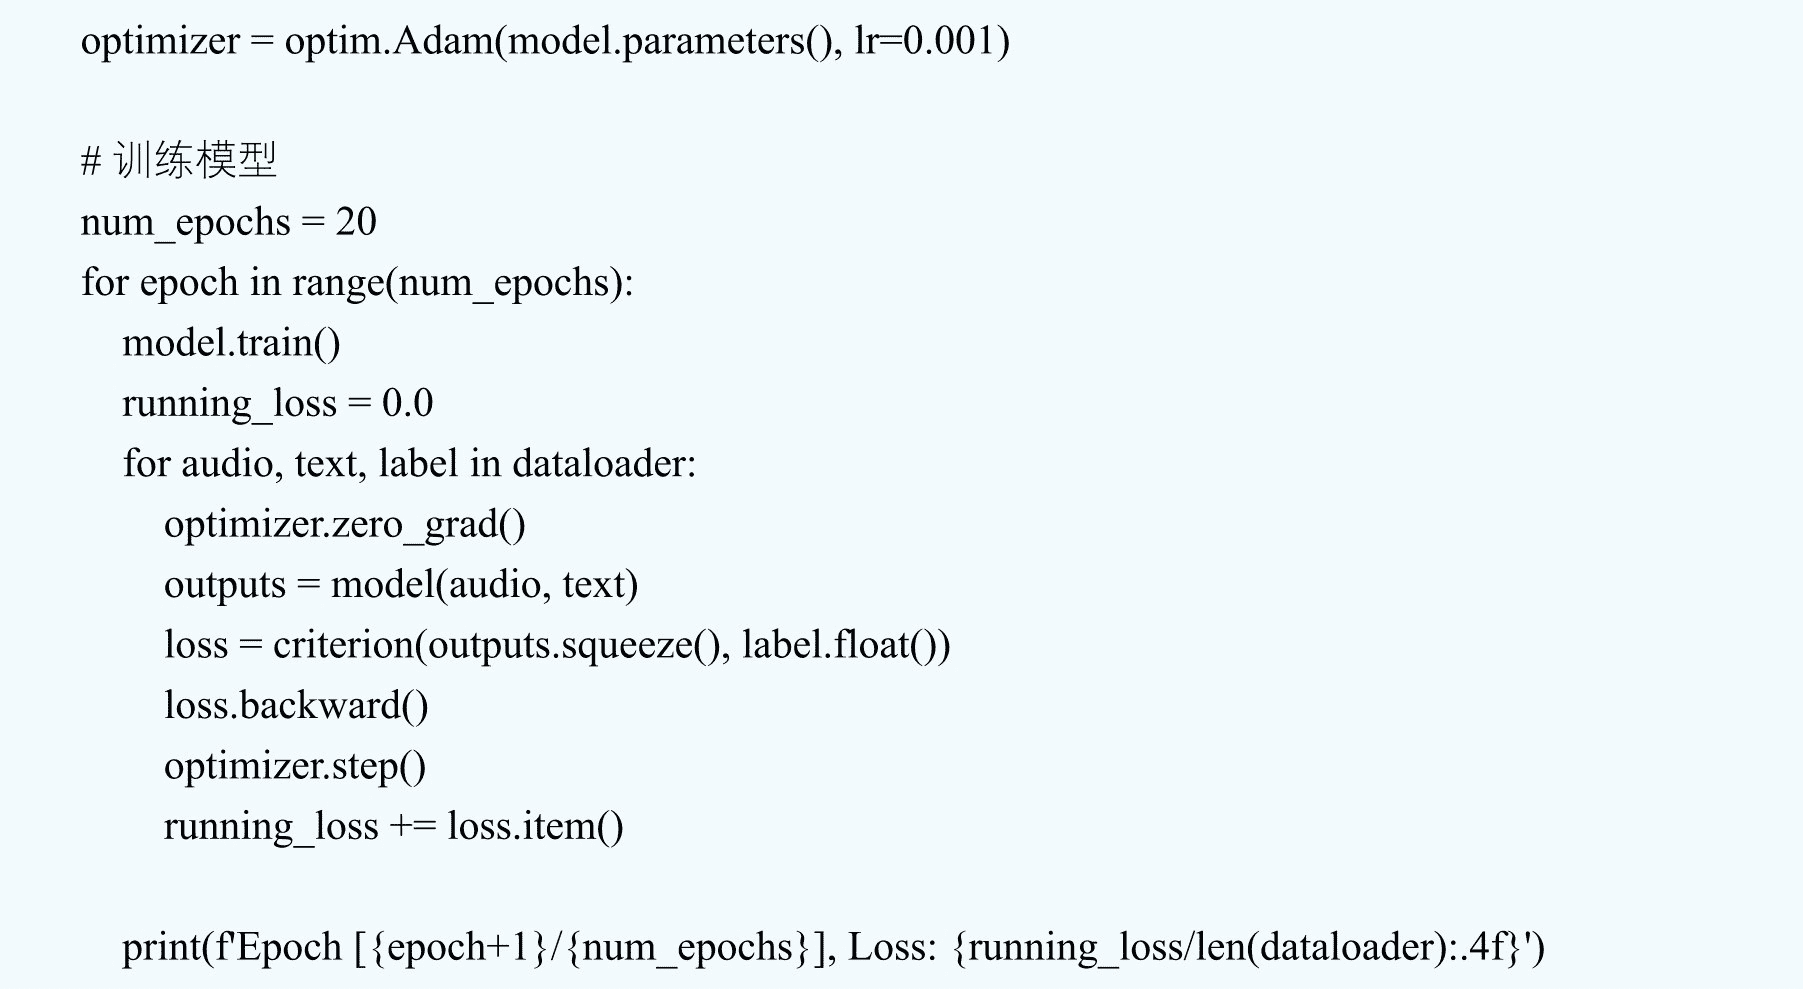 optimizer = optim.Adam(model.parameters(), lr=0.001)
# 训练模型
num_epochs = 20
for epoch in range(num_epochs):
model.train()
running_loss = 0.0
for audio, text, label in dataloader:
optimizer.zero_grad()
outputs = model(audio, text)
loss = criterion(outputs.squeeze(), label.float())
loss.backward()
optimizer.step()
running_loss += loss.item()
print(f'Epoch [{epoch+1}/{num_epochs}], Loss: {running_loss/len(dataloader):.4f}')